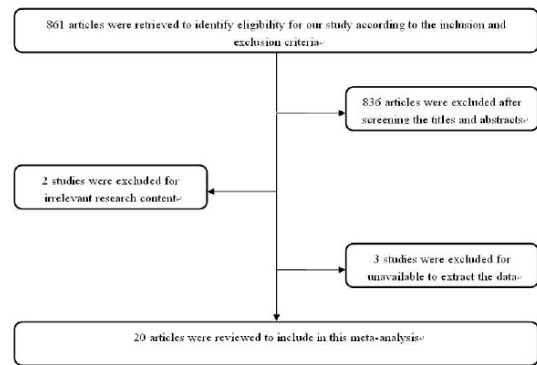 861 articles were retrieved to identify eligibility for our study according to the inclusion and
exclusion criteria
836 articles were excluded after
screening the titles and abstracts
2 studies were excluded for
irrelevant research content
3 studies were excluded for
unavailable to extract the data
20 articles were reviewed to include in this meta-analysis